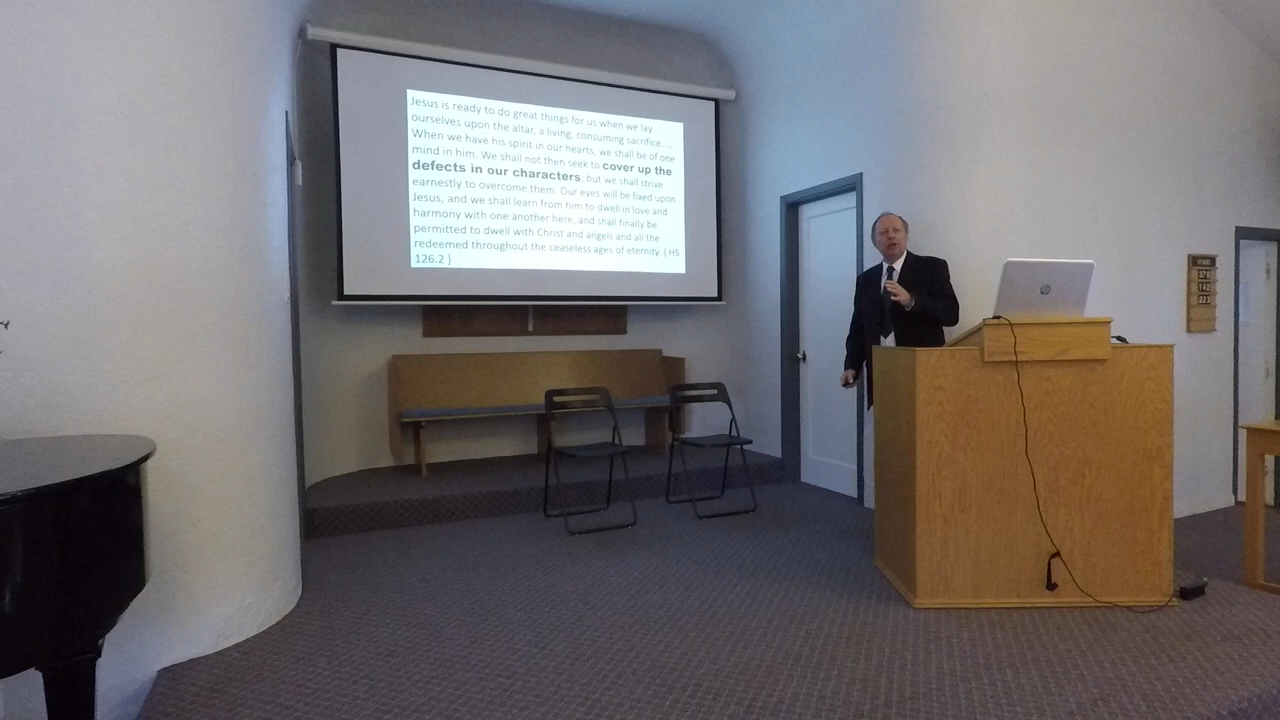 Jesus is ready to do great things for us when we lay
ourselves upon the altar, a living, consuming sacrifice. ...
When we have his spirit in our hearts, we shall be of one
mind in him. We shall not then seek to cover up the
defects in our characters, but we shall strive
earnestly to overcome them. Our eyes will be fixed upon
Jesus, and we shall learn from him to dwell in love and
harmony with one another here, and shall finally be
permitted to dwell with Christ and angels and all the
redeemed throughout the ceaseless ages of eternity. { HS
126.2 }
hp
HYMNS
223